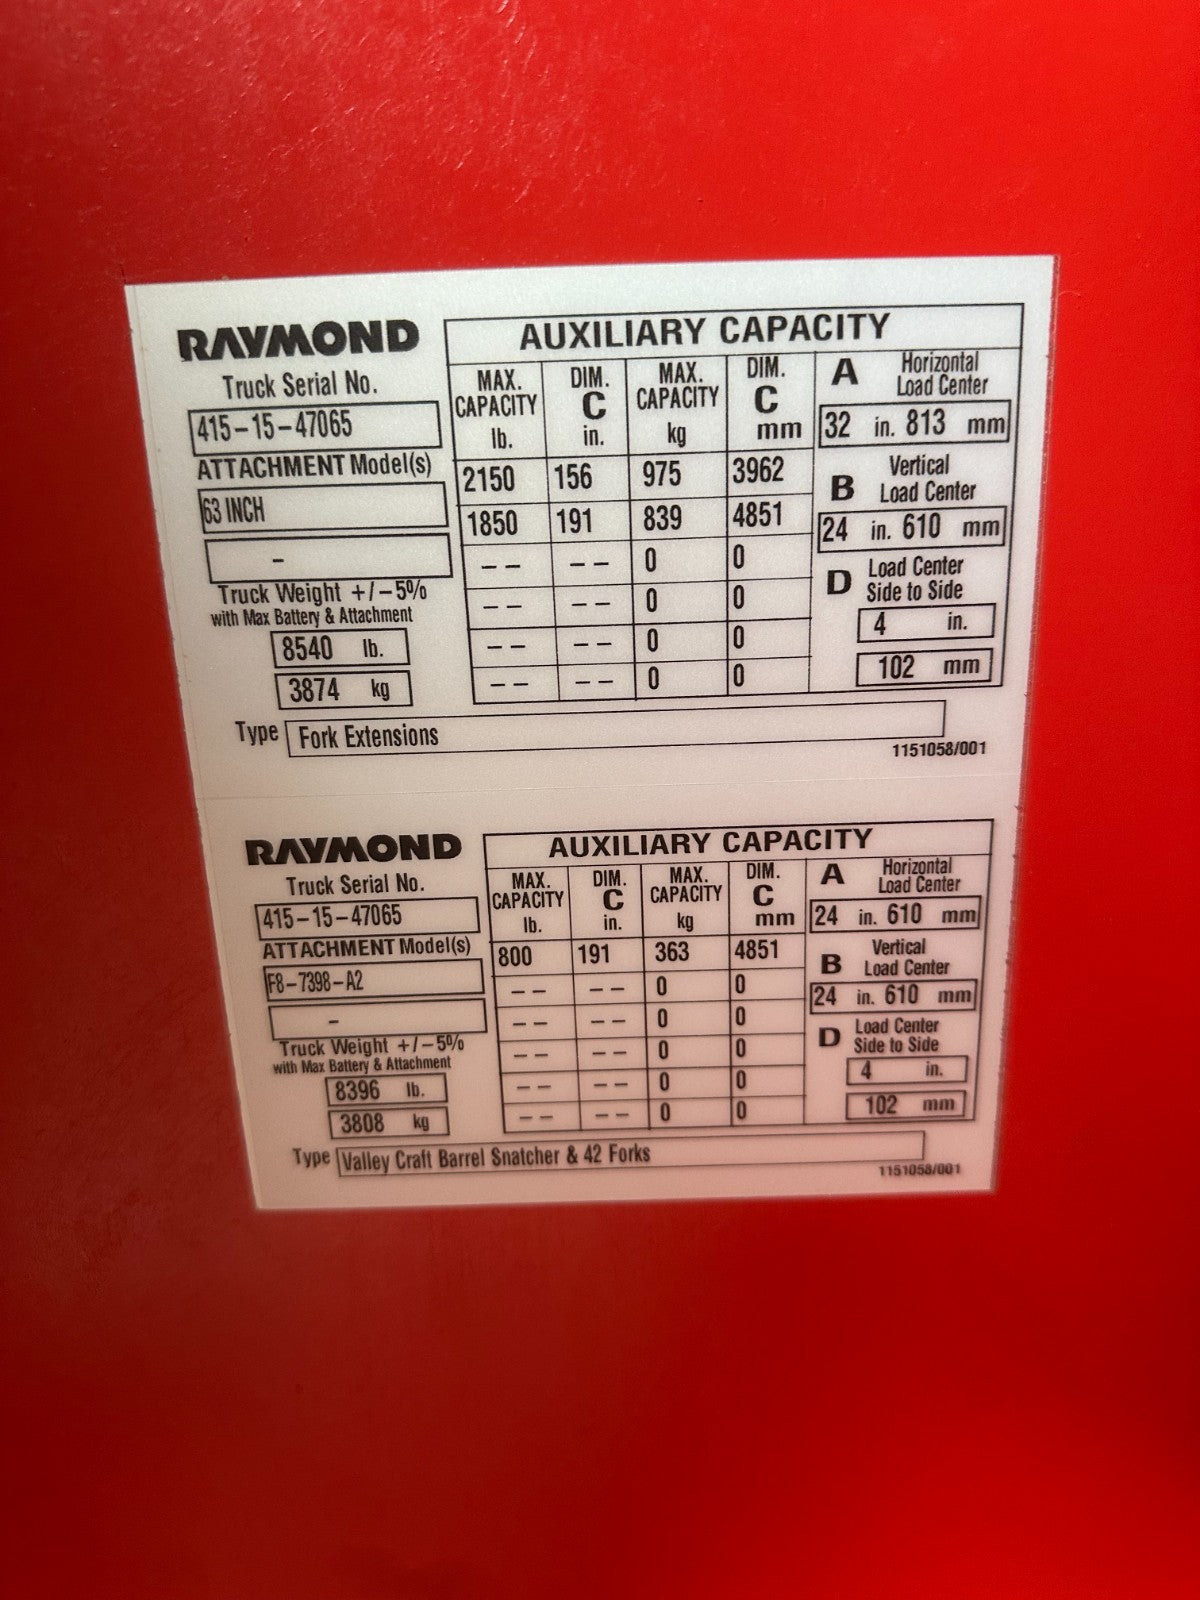 RAYMOND
Truck Serial No.
415-15-47065
ATTACHMENT Model(s)
63 INCH
-
Truck Weight +/-5%
with Max Battery & Attachment
8540 lb.
3874 kg
AUXILIARY CAPACITY
MAX. CAPACITY lb. DIM. C in. MAX. CAPACITY kg DIM. C mm
2150 156 975 3962
1850 191 839 4851
-- -- 0 0
-- -- 0 0
-- -- 0 0
-- -- 0 0
A Horizontal Load Center
32 in. 813 mm
B Vertical Load Center
24 in. 610 mm
D Load Center Side to Side
4 in.
102 mm
Type Fork Extensions
1151058/001
RAYMOND
Truck Serial No.
415-15-47065
ATTACHMENT Model(s)
F8-7398-A2
-
Truck Weight +/-5%
with Max Battery & Attachment
8396 lb.
3808 kg
AUXILIARY CAPACITY
MAX. CAPACITY lb. DIM. C in. MAX. CAPACITY kg DIM. C mm
800 191 363 4851
-- -- 0 0
-- -- 0 0
-- -- 0 0
-- -- 0 0
-- -- 0 0
A Horizontal Load Center
24 in. 610 mm
B Vertical Load Center
24 in. 610 mm
D Load Center Side to Side
4 in.
102 mm
Type Valley Craft Barrel Snatcher & 42 Forks
1151058/001